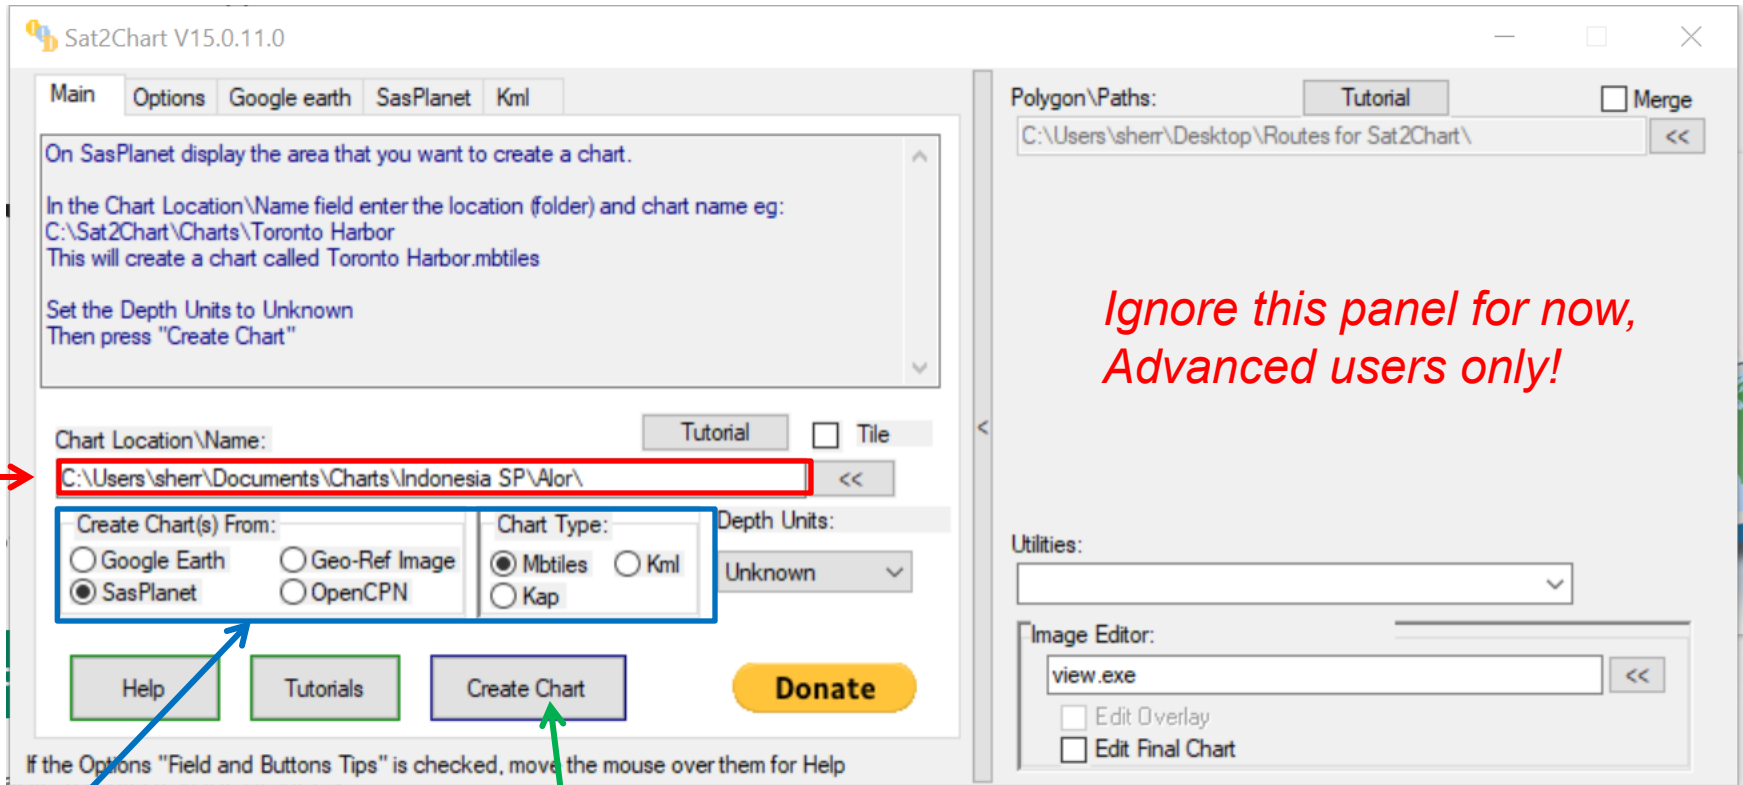 Sat2Chart V15.0.11.0
Main Options Google earth SasPlanet Kml
On SasPlanet display the area that you want to create a chart.
In the Chart Location\Name field enter the location (folder) and chart name eg:
C:\Sat2Chart\Charts\Toronto Harbor
This will create a chart called Toronto Harbor.mbtiles
Set the Depth Units to Unknown
Then press "Create Chart"
Chart Location\Name:
Tutorial
Tile
C:\Users\sherr\Documents\Charts\Indonesia SP\Alor\
<<
Create Chart(s) From:
Google Earth Geo-Ref Image
SasPlanet OpenCPN
Chart Type:
Mbtiles Kml
Kap
Depth Units:
Unknown
Help Tutorials Create Chart Donate
If the Options "Field and Buttons Tips" is checked, move the mouse over them for Help
<
Polygon\Paths: Tutorial Merge
C:\Users\sherr\Desktop\Routes for Sat2Chart\ <<
Ignore this panel for now,
Advanced users only!
Utilities:
Image Editor:
view.exe <<
Edit Overlay
Edit Final Chart